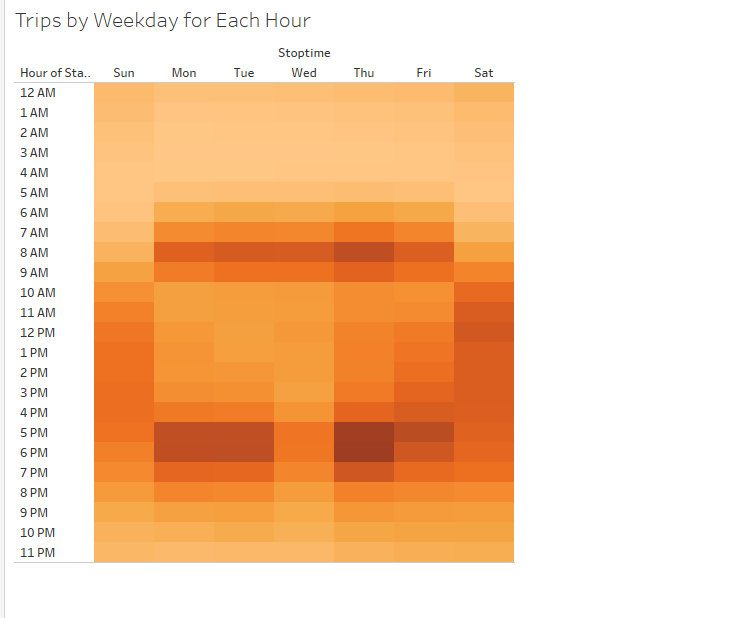 Trips by Weekday for Each Hour
Stoptime
Hour of Sta.. Sun Mon Tue Wed Thu Fri Sat
12 AM
1 AM
2 AM
3 AM
4 AM
5 AM
6 AM
7 AM
8 AM
9 AM
10 AM
11 AM
12 PM
1 PM
2 PM
3 PM
4 PM
5 PM
6 PM
7 PM
8 PM
9 PM
10 PM
11 PM